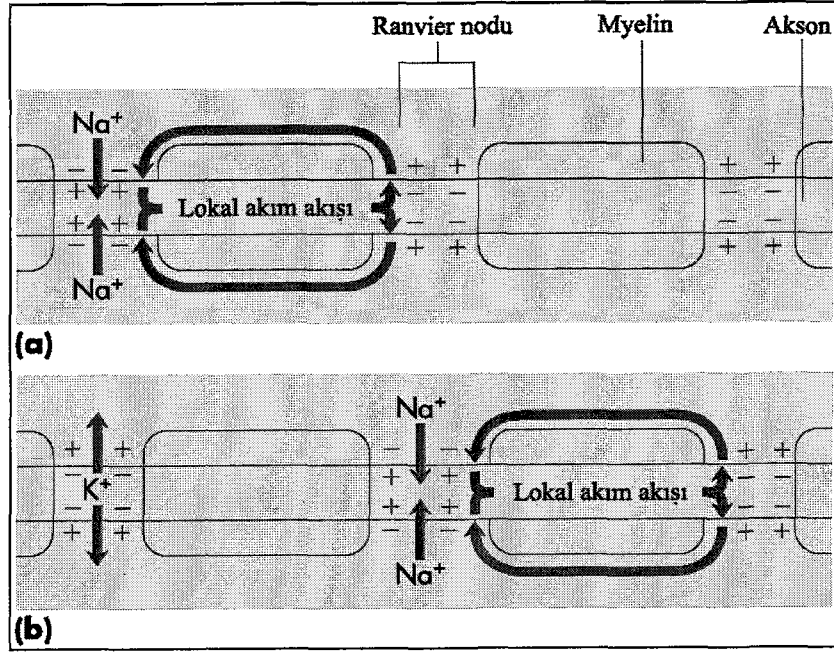 Ranvier nodu Myelin Akson
Na⁺
− − + + + +
+ + − − − −
Lokal akım akışı
+ + − − − −
− − + + + +
Na⁺
(a)
Na⁺
+ + − − + +
− − + + − −
K⁺ Lokal akım akışı
− − + + − −
+ + − − + +
Na⁺
(b)